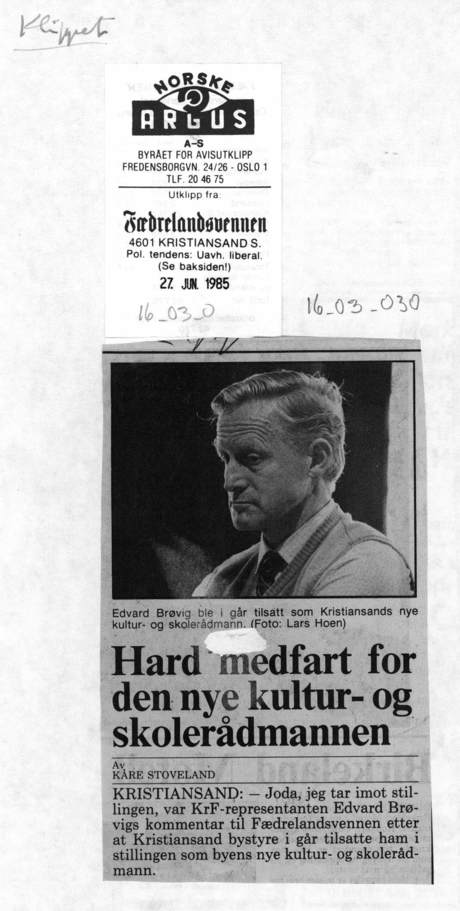 Klippet
NORSKE
ARGUS
A-S
BYRÅET FOR AVISUTKLIPP
FREDENSBORGVN. 24/26 - OSLO 1
TLF. 20 46 75
Utklipp fra:
Fædrelandsvennen
4601 KRISTIANSAND S.
Pol. tendens: Uavh. liberal.
(Se baksiden!)
27. JUN. 1985
16_03_0
16_03_030
Edvard Brøvig ble i går tilsatt som Kristiansands nye
kultur- og skolerådmann. (Foto: Lars Hoen)
Hard medfart for
den nye kultur- og
skolerådmannen
Av
KÅRE STOVELAND
KRISTIANSAND: — Joda, jeg tar imot stil-
lingen, var KrF-representanten Edvard Brø-
vigs kommentar til Fædrelandsvennen etter
at Kristiansand bystyre i går tilsatte ham i
stillingen som byens nye kultur- og skoleråd-
mann.